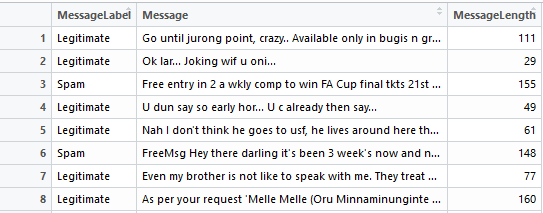 MessageLabel Message MessageLength
1 Legitimate Go until jurong point, crazy.. Available only in bugis n gr... 111
2 Legitimate Ok lar... Joking wif u oni... 29
3 Spam Free entry in 2 a wkly comp to win FA Cup final tkts 21st ... 155
4 Legitimate U dun say so early hor... U c already then say... 49
5 Legitimate Nah I don't think he goes to usf, he lives around here th... 61
6 Spam FreeMsg Hey there darling it's been 3 week's now and n... 148
7 Legitimate Even my brother is not like to speak with me. They treat ... 77
8 Legitimate As per your request 'Melle Melle (Oru Minnaminunginte ... 160